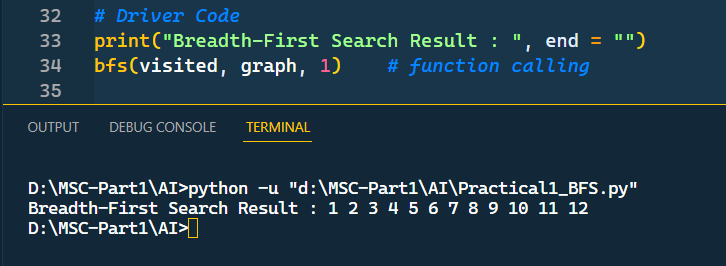 32 # Driver Code
33 print("Breadth-First Search Result : ", end = "")
34 bfs(visited, graph, 1)    # function calling
35
OUTPUT DEBUG CONSOLE TERMINAL
D:\MSC-Part1\AI>python -u "d:\MSC-Part1\AI\Practical1_BFS.py"
Breadth-First Search Result : 1 2 3 4 5 6 7 8 9 10 11 12
D:\MSC-Part1\AI>